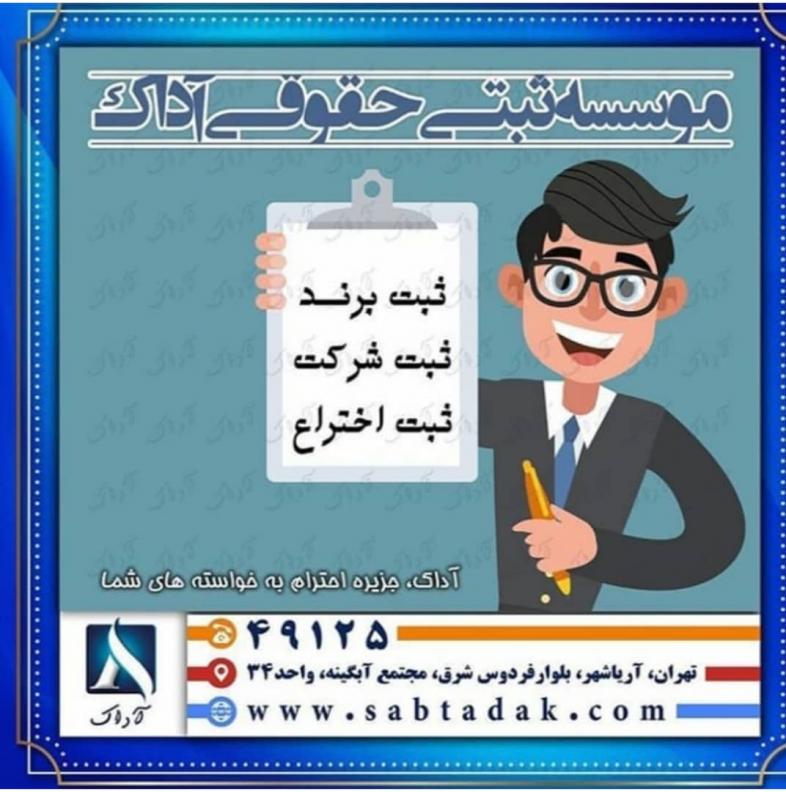 موسسه ثبتی حقوقی آداک
ثبت برنــد
ثبت شرکت
ثبت اختراع
آداک، جزیره احترام به خواسته های شما
۴۹۱۲۵
تهران، آریاشهر، بلوارفردوس شرق، مجتمع آبگینه، واحد۳۴
www.sabtadak.com
آداک